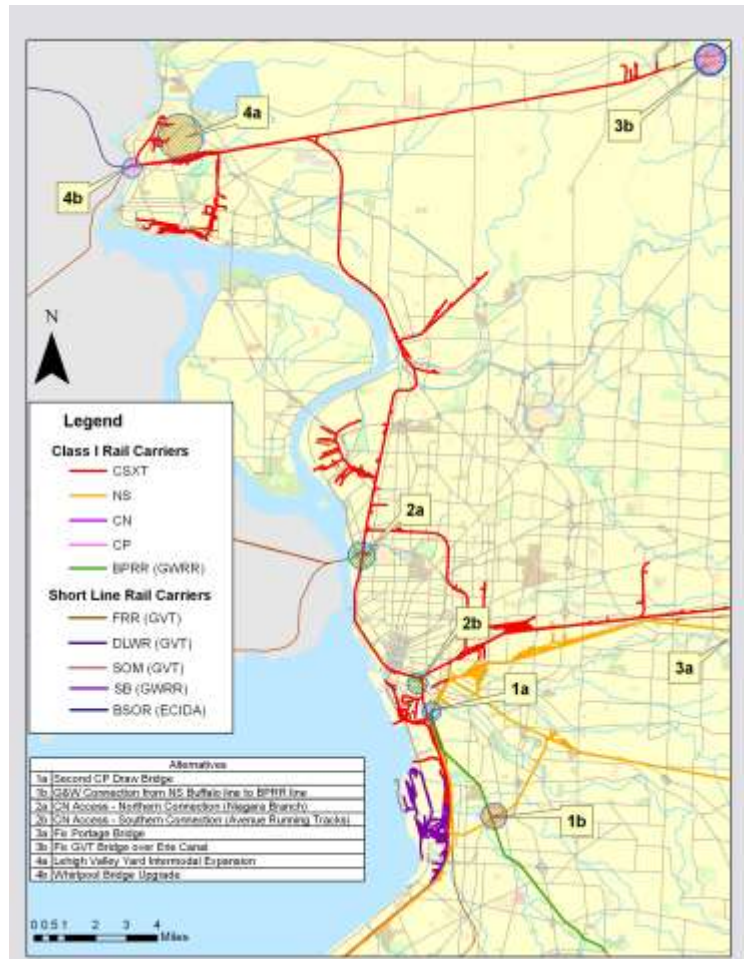 4a
3b
4b
N
Legend
Class I Rail Carriers
CSXT
NS
CN
CP
BPRR (GWRR)
Short Line Rail Carriers
FRR (GVT)
DLWR (GVT)
SOM (GVT)
SB (GWRR)
BSOR (ECIDA)
2a
2b
3a
1a
1b
Alternatives
1a Second CP Draw Bridge
1b G&W Connection from NS Buffalo line to BPRR line
2a CN Access - Northern Connection (Niagara Branch)
2b CN Access - Southern Connection (Avenue Running Tracks)
3a Fix Portage Bridge
3b Fix GVT Bridge over Erie Canal
4a Lehigh Valley Yard Intermodal Expansion
4b Whirlpool Bridge Upgrade
0 0.5 1 2 3 4
Miles